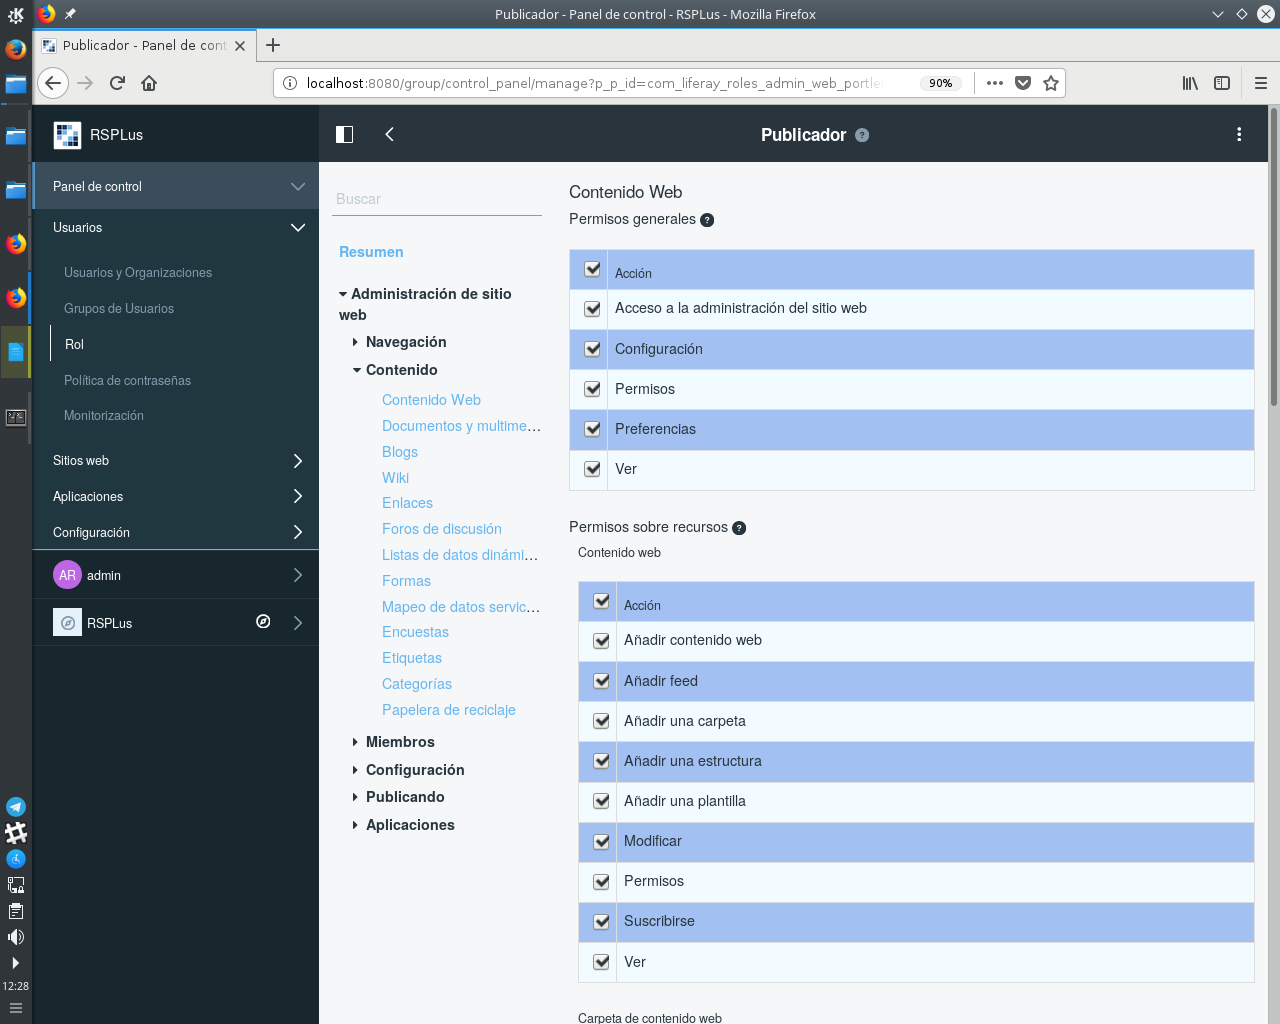 Publicador - Panel de control - RSPLus - Mozilla Firefox
Publicador - Panel de cont
localhost:8080/group/control_panel/manage?p_p_id=com_liferay_roles_admin_web_portlet
90%
RSPLus
Publicador
Panel de control
Usuarios
Usuarios y Organizaciones
Grupos de Usuarios
Rol
Política de contraseñas
Monitorización
Sitios web
Aplicaciones
Configuración
AR admin
RSPLus
12:28
Buscar
Resumen
Administración de sitio
web
Navegación
Contenido
Contenido Web
Documentos y multime...
Blogs
Wiki
Enlaces
Foros de discusión
Listas de datos dinámi...
Formas
Mapeo de datos servic...
Encuestas
Etiquetas
Categorías
Papelera de reciclaje
Miembros
Configuración
Publicando
Aplicaciones
Contenido Web
Permisos generales
Acción
Acceso a la administración del sitio web
Configuración
Permisos
Preferencias
Ver
Permisos sobre recursos
Contenido web
Acción
Añadir contenido web
Añadir feed
Añadir una carpeta
Añadir una estructura
Añadir una plantilla
Modificar
Permisos
Suscribirse
Ver
Carpeta de contenido web